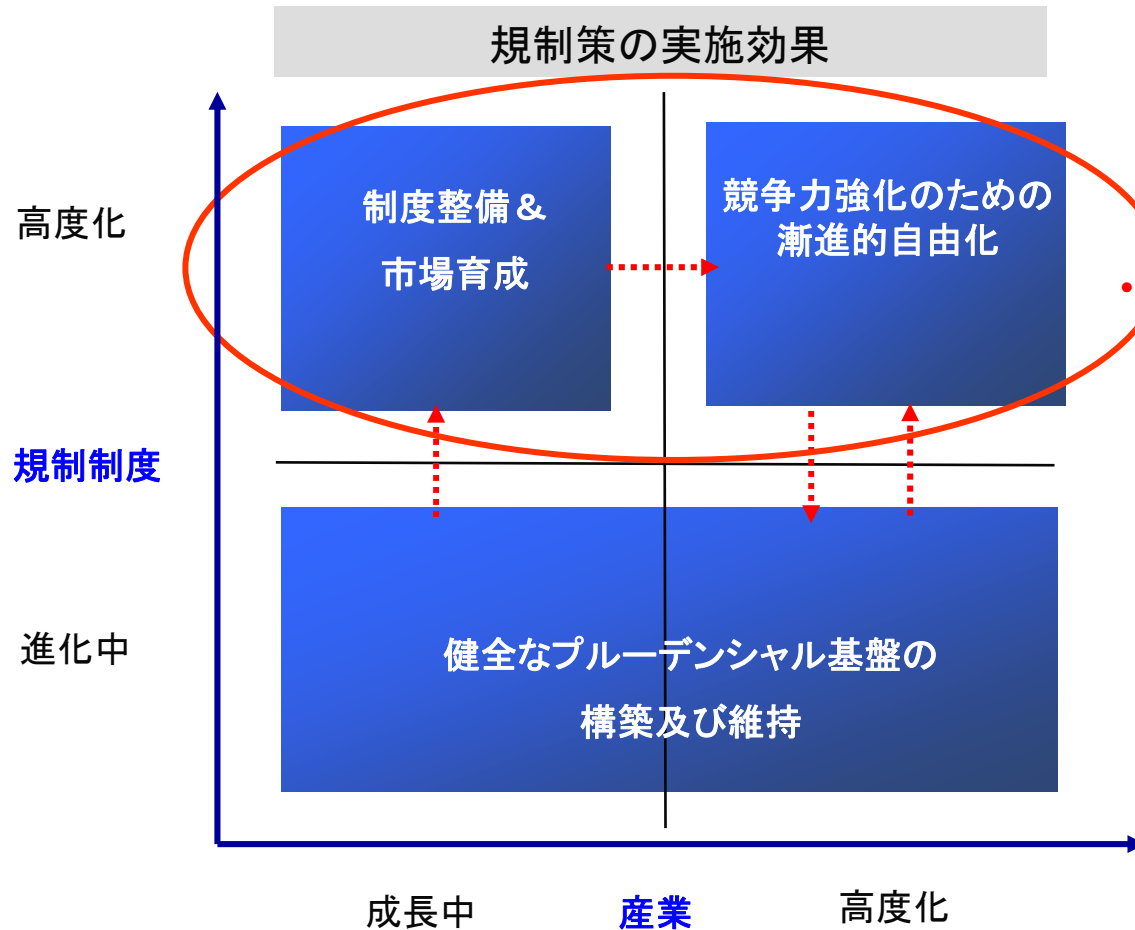 規制策の実施効果
高度化
制度整備＆
市場育成
競争力強化のための
漸進的自由化
規制制度
進化中
健全なプルーデンシャル基盤の
構築及び維持
成長中
産業
高度化